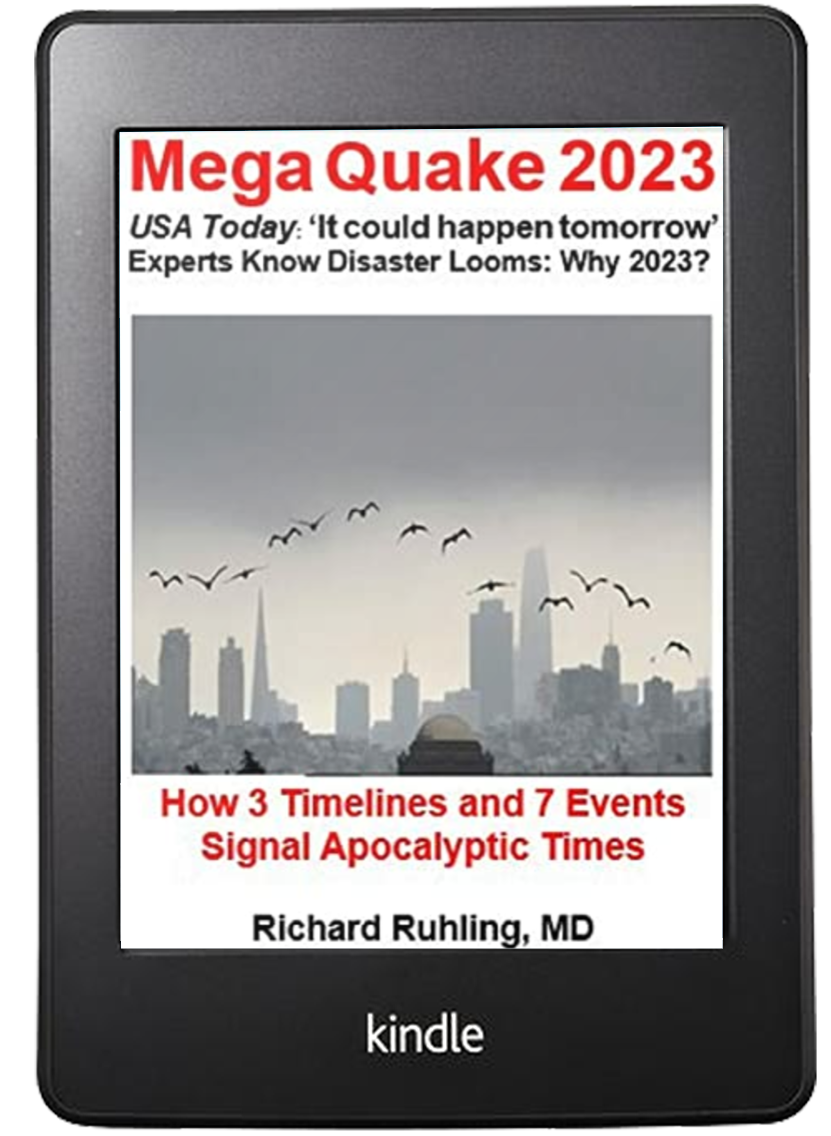 Mega Quake 2023
USA Today: ‘It could happen tomorrow’
Experts Know Disaster Looms: Why 2023?
How 3 Timelines and 7 Events
Signal Apocalyptic Times
Richard Ruhling, MD
kindle